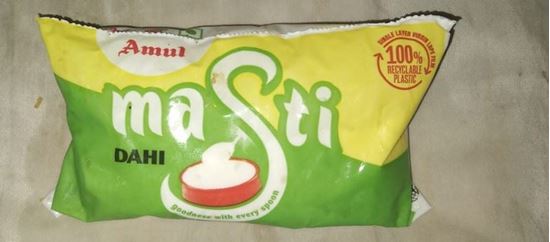 Amul
masti
DAHI
goodness with every spoon
SINGLE LAYER VIRGIN LDPE FILM
100%
RECYCLABLE
PLASTIC